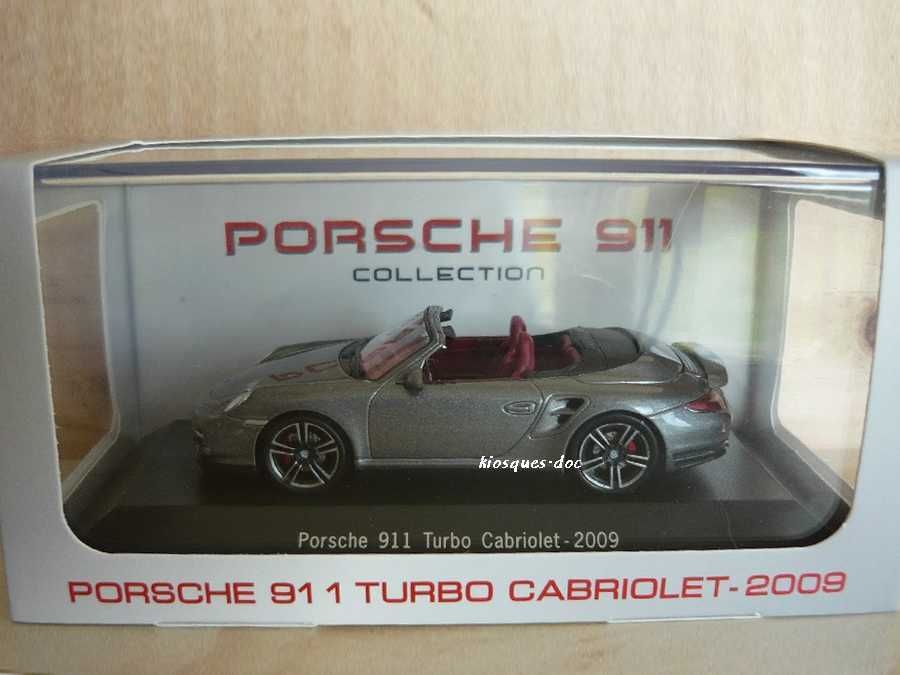 PORSCHE 911
COLLECTION
kiosques-doc
Porsche 911 Turbo Cabriolet-2009
PORSCHE 911 TURBO CABRIOLET-2009